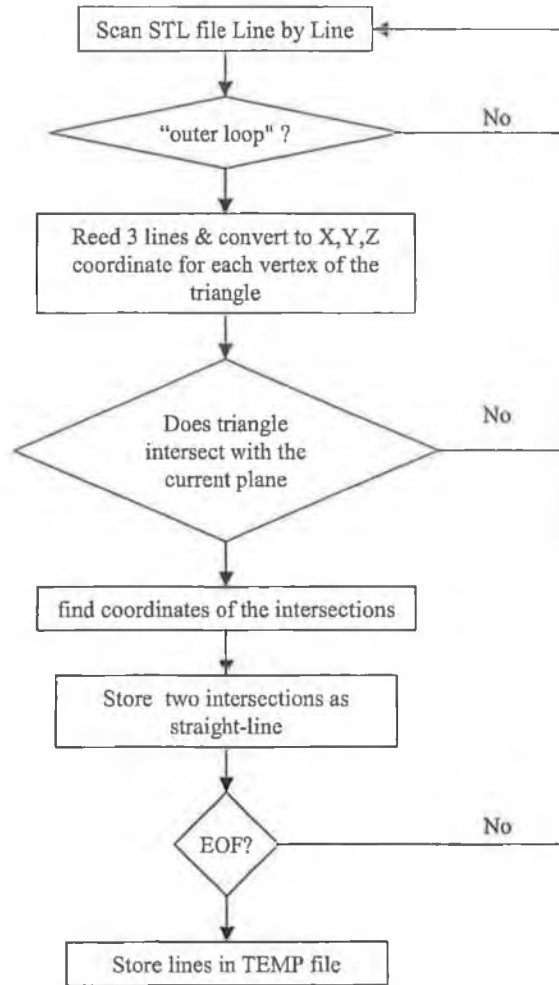 Scan STL file Line by Line
“outer loop" ?
No
Reed 3 lines & convert to X,Y,Z
coordinate for each vertex of the
triangle
Does triangle
intersect with the
current plane
No
find coordinates of the intersections
Store two intersections as
straight-line
EOF?
No
Store lines in TEMP file